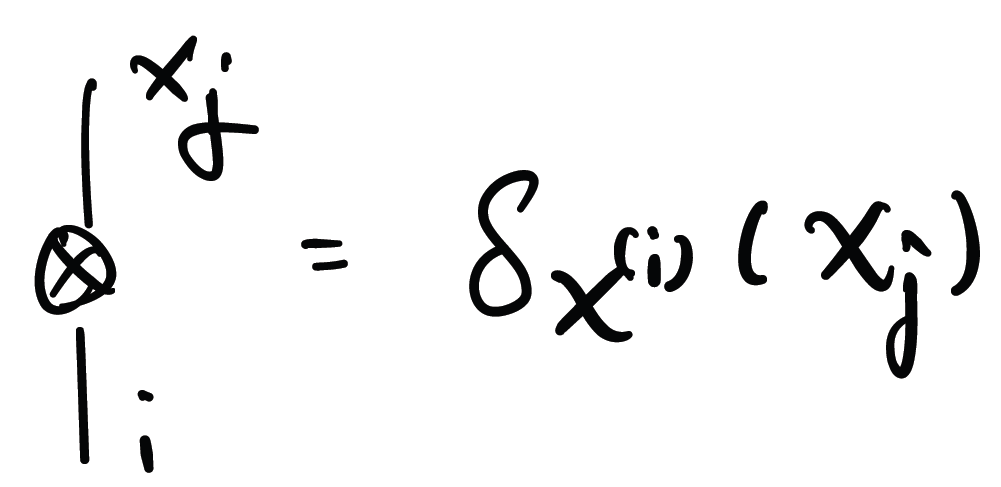 x_j
⊗ = δ_{x^{(i)}}(x_j)
i